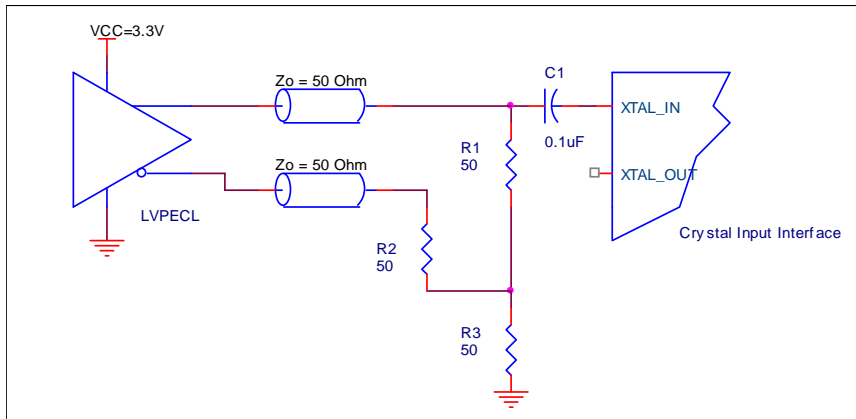 VCC=3.3V
Zo = 50 Ohm
C1
XTAL_IN
R1
50
0.1uF
Zo = 50 Ohm
XTAL_OUT
LVPECL
Crystal Input Interface
R2
50
R3
50